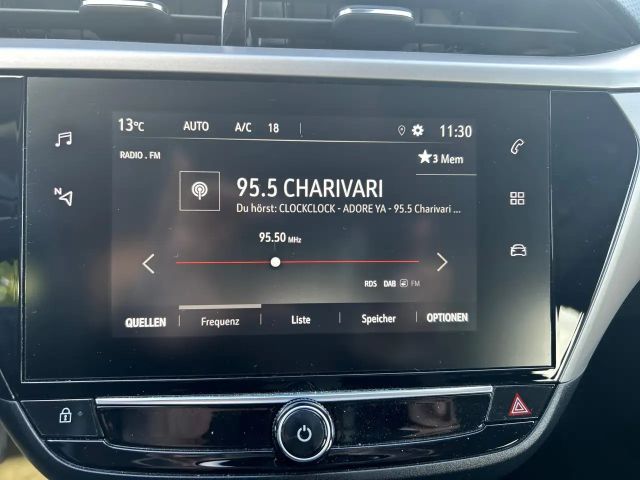 13°C AUTO A/C 18 11:30
RADIO . FM
★3 Mem
N
95.5 CHARIVARI
Du hörst: CLOCKCLOCK - ADORE YA - 95.5 Charivari ...
95.50 MHz
RDS DAB FM
QUELLEN Frequenz Liste Speicher OPTIONEN